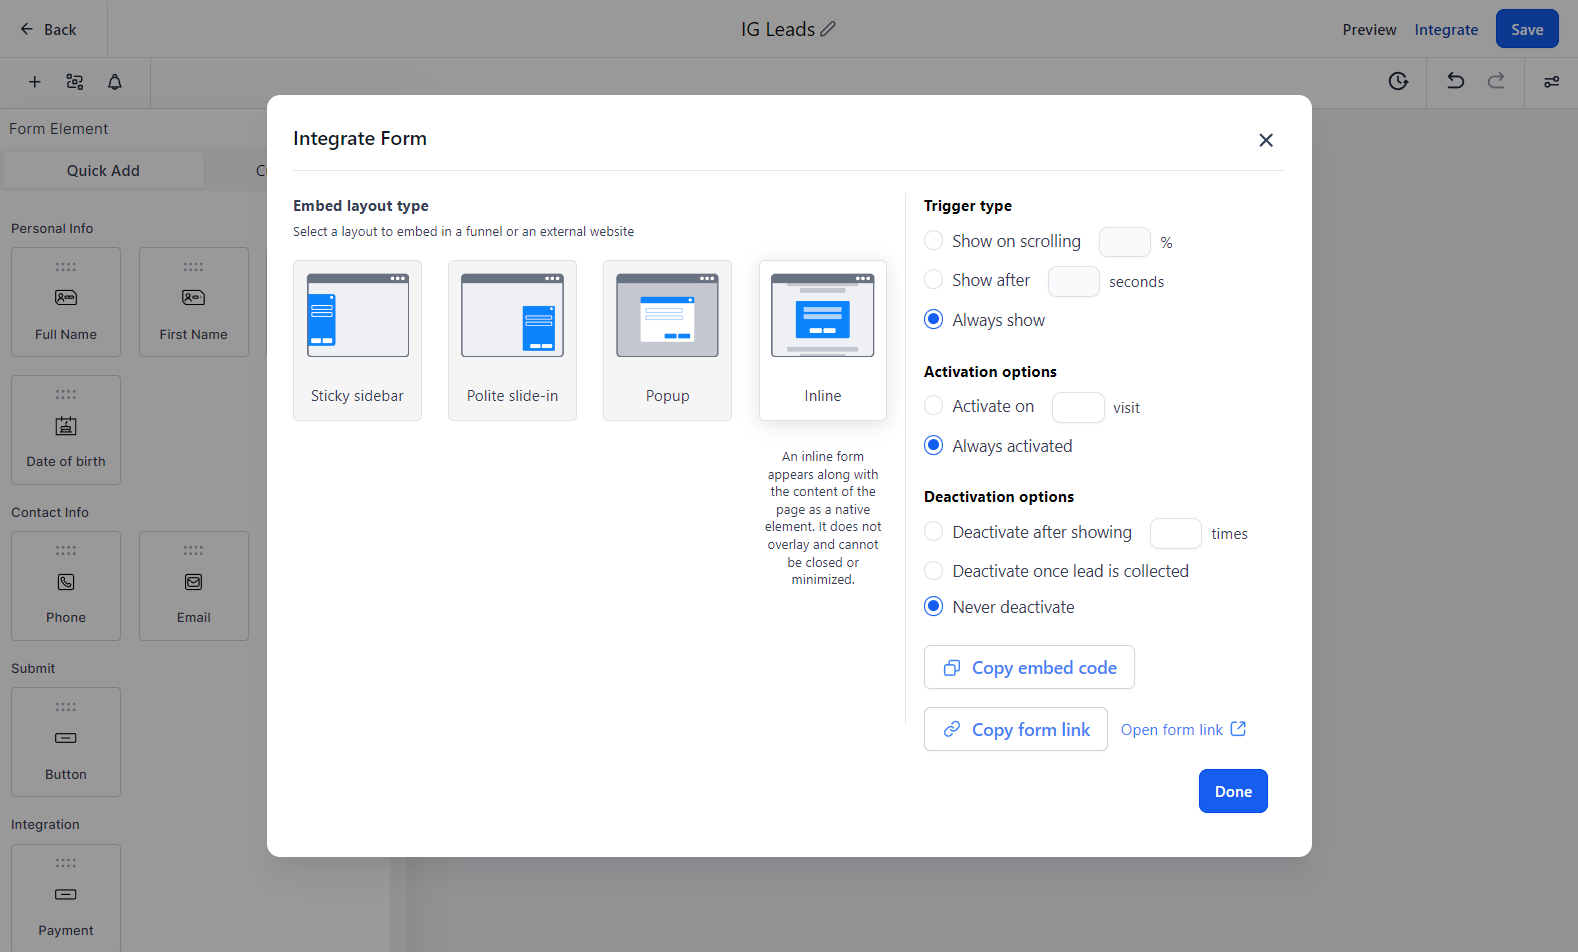 Back
IG Leads
Preview
Integrate
Save
Form Element
Quick Add
Personal Info
Full Name
First Name
Date of birth
Contact Info
Phone
Email
Submit
Button
Integration
Payment
Integrate Form
Embed layout type
Select a layout to embed in a funnel or an external website
Sticky sidebar
Polite slide-in
Popup
Inline
An inline form
appears along with
the content of the
page as a native
element. It does not
overlay and cannot
be closed or
minimized.
Trigger type
Show on scrolling %
Show after seconds
Always show
Activation options
Activate on visit
Always activated
Deactivation options
Deactivate after showing times
Deactivate once lead is collected
Never deactivate
Copy embed code
Copy form link
Open form link
Done